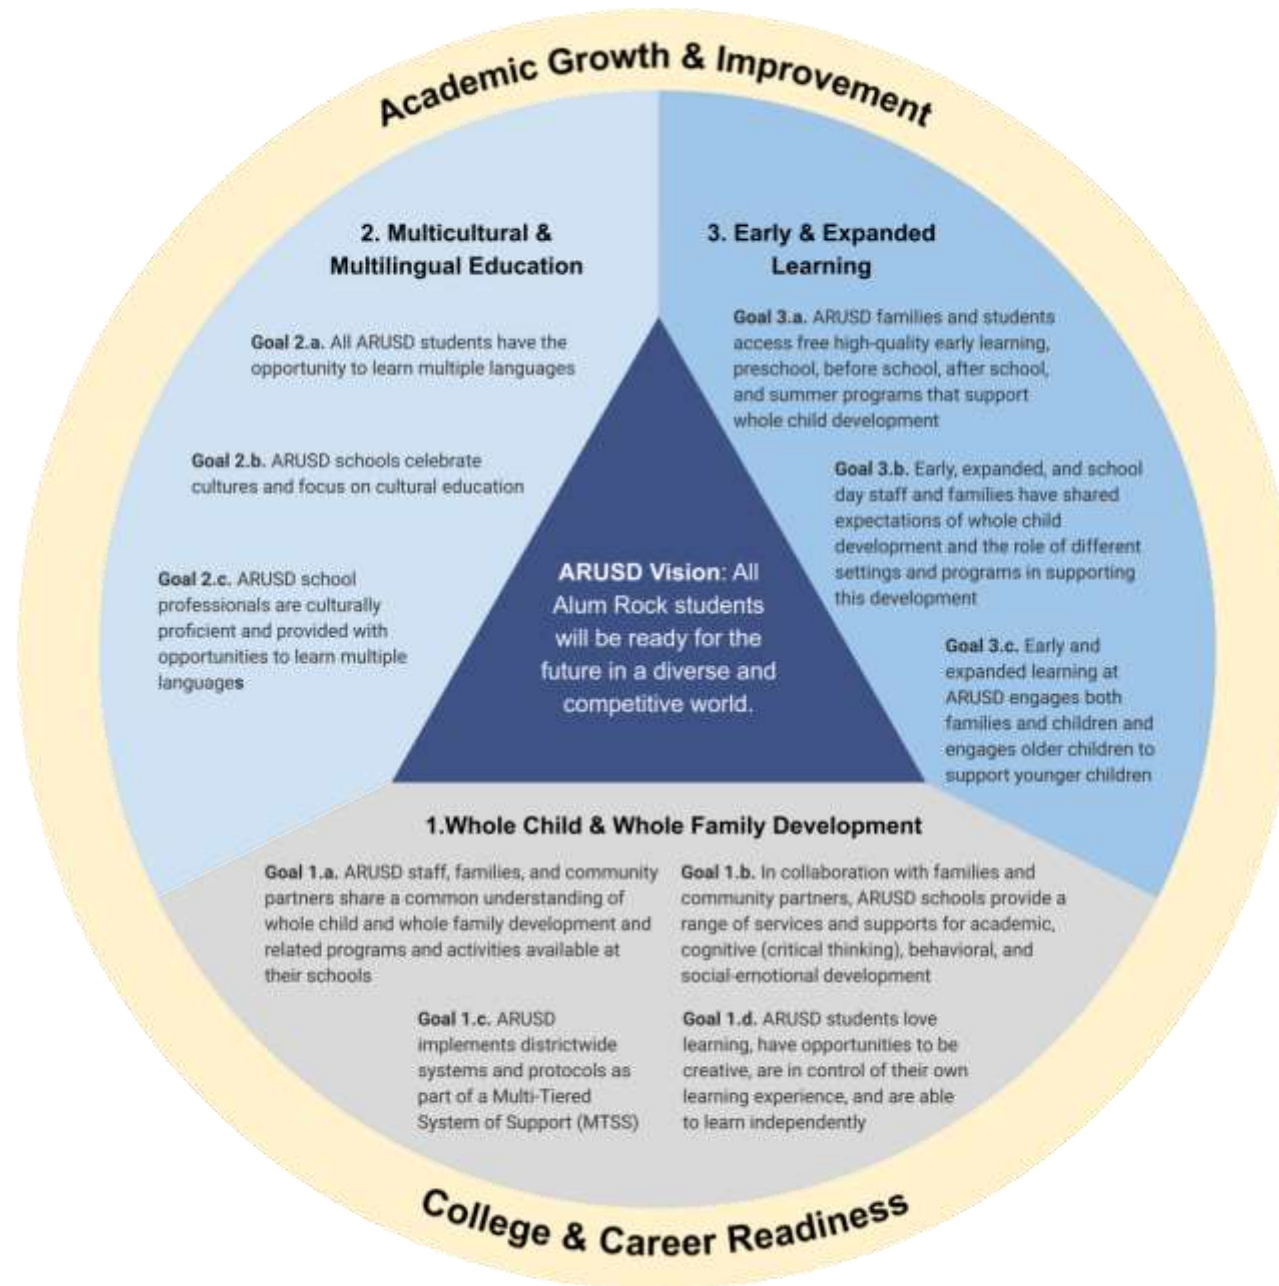 Academic Growth & Improvement
2. Multicultural &
Multilingual Education
Goal 2.a. All ARUSD students have the
opportunity to learn multiple languages
Goal 2.b. ARUSD schools celebrate
cultures and focus on cultural education
Goal 2.c. ARUSD school
professionals are culturally
proficient and provided with
opportunities to learn multiple
languages
3. Early & Expanded
Learning
Goal 3.a. ARUSD families and students
access free high-quality early learning,
preschool, before school, after school,
and summer programs that support
whole child development
Goal 3.b. Early, expanded, and school
day staff and families have shared
expectations of whole child
development and the role of different
settings and programs in supporting
this development
Goal 3.c. Early and
expanded learning at
ARUSD engages both
families and children and
engages older children to
support younger children
ARUSD Vision: All
Alum Rock students
will be ready for the
future in a diverse and
competitive world.
1.Whole Child & Whole Family Development
Goal 1.a. ARUSD staff, families, and community
partners share a common understanding of
whole child and whole family development and
related programs and activities available at
their schools
Goal 1.b. In collaboration with families and
community partners, ARUSD schools provide a
range of services and supports for academic,
cognitive (critical thinking), behavioral, and
social-emotional development
Goal 1.c. ARUSD
implements districtwide
systems and protocols as
part of a Multi-Tiered
System of Support (MTSS)
Goal 1.d. ARUSD students love
learning, have opportunities to be
creative, are in control of their own
learning experience, and are able
to learn independently
College & Career Readiness